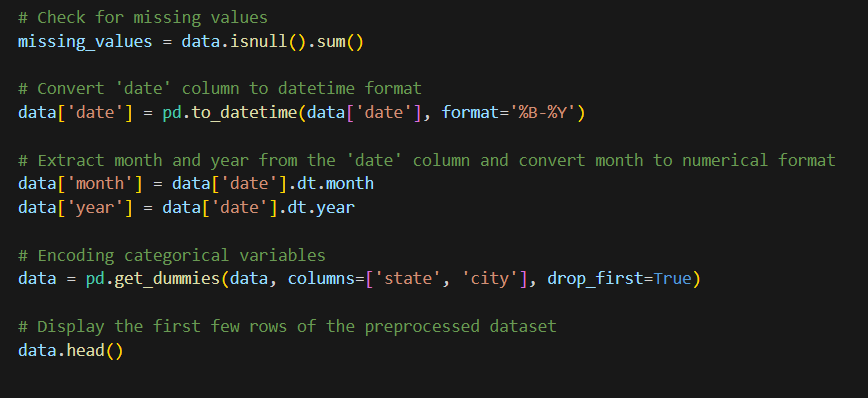 # Check for missing values
missing_values = data.isnull().sum()
# Convert 'date' column to datetime format
data['date'] = pd.to_datetime(data['date'], format='%B-%Y')
# Extract month and year from the 'date' column and convert month to numerical format
data['month'] = data['date'].dt.month
data['year'] = data['date'].dt.year
# Encoding categorical variables
data = pd.get_dummies(data, columns=['state', 'city'], drop_first=True)
# Display the first few rows of the preprocessed dataset
data.head()